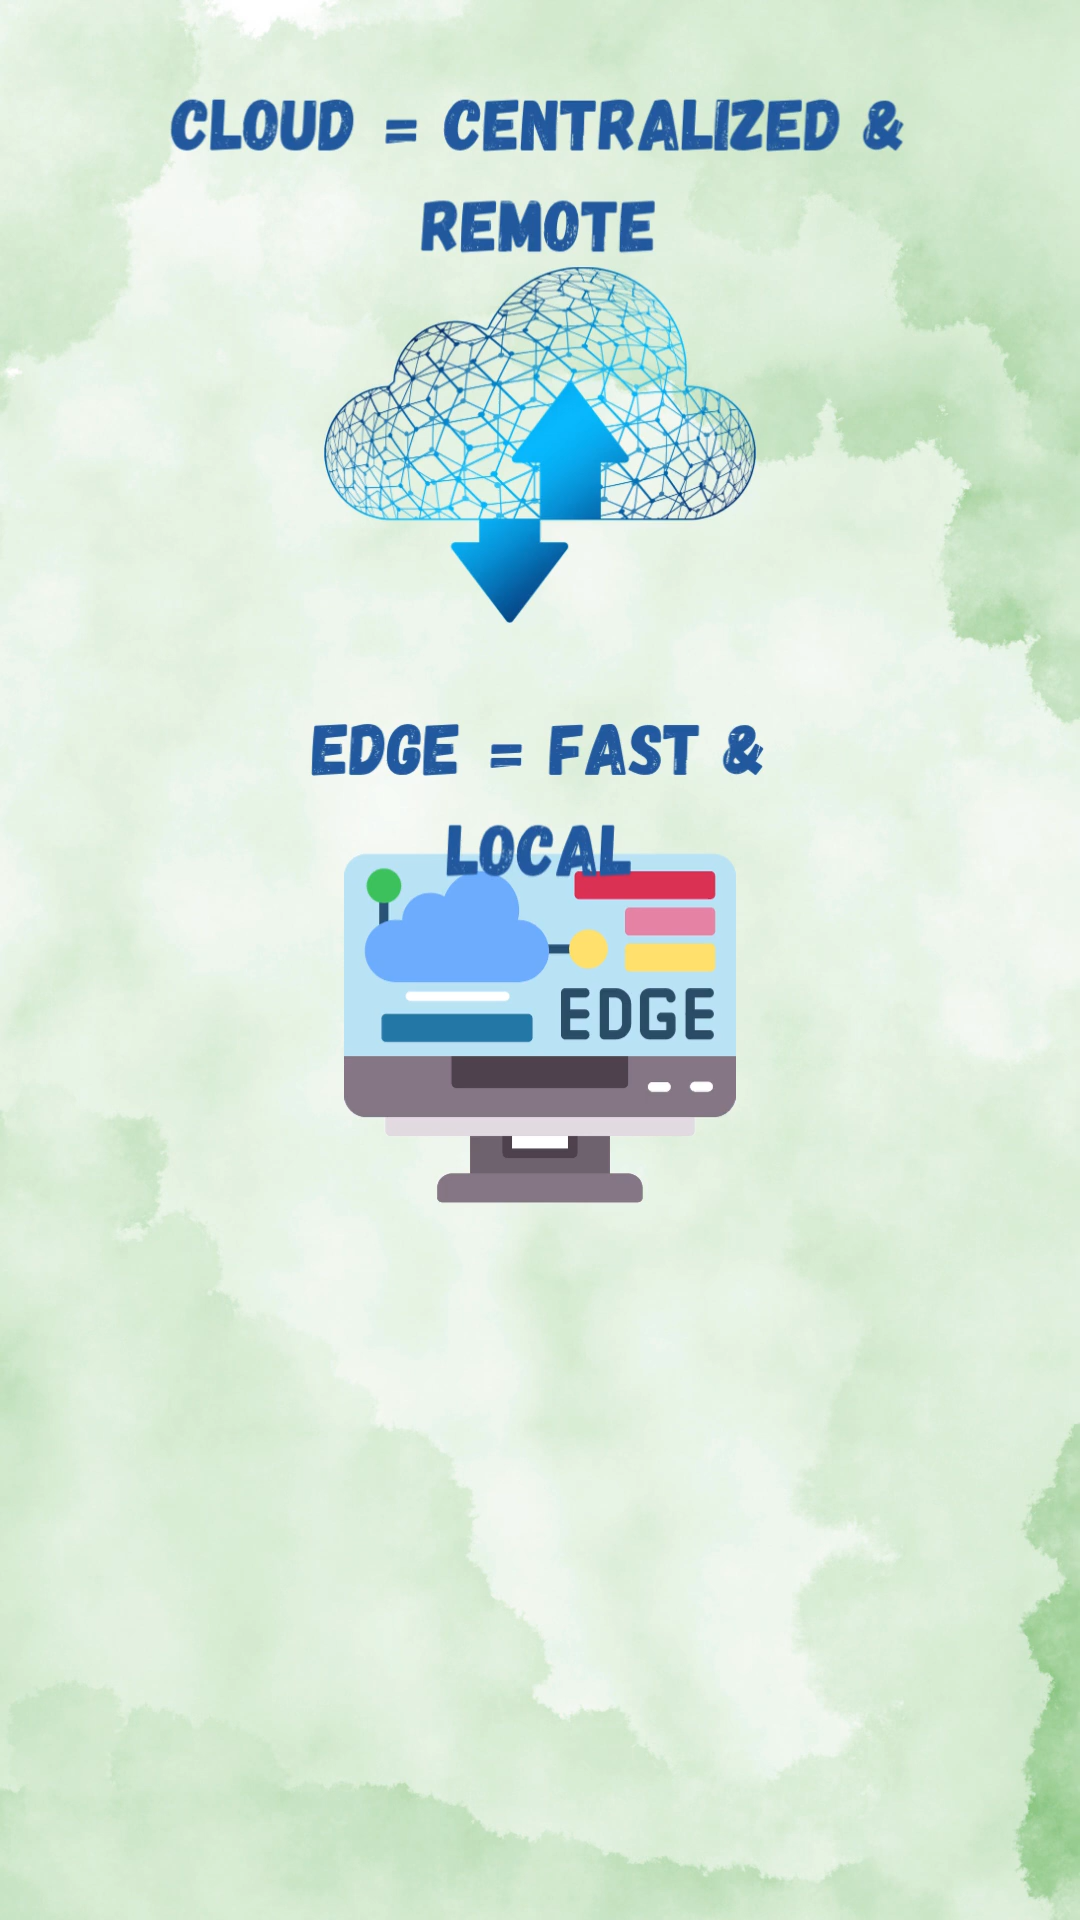 CLOUD = CENTRALIZED &
REMOTE
EDGE = FAST &
LOCAL
EDGE